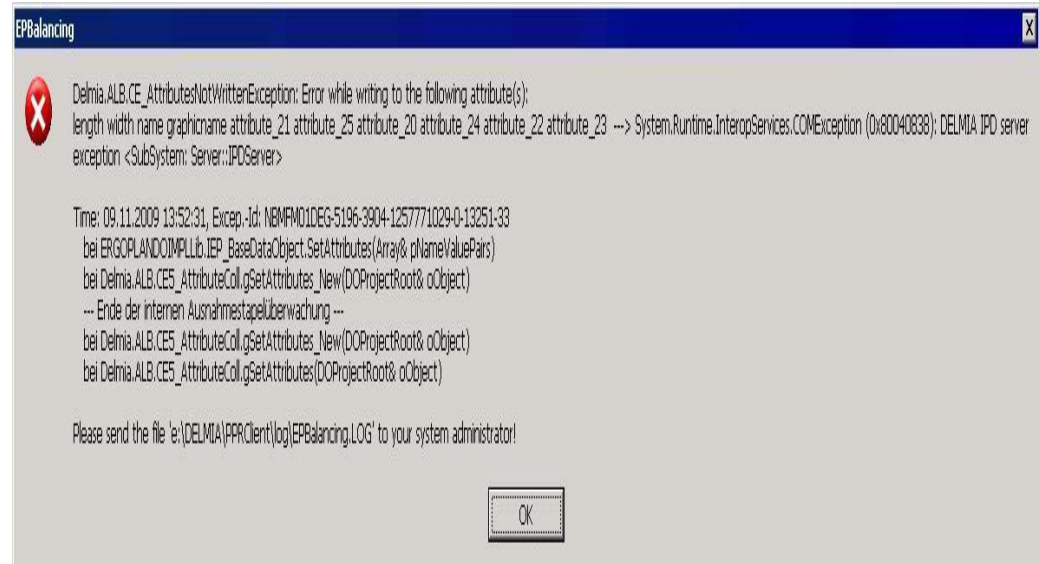 EPBalancing
X
Delmia.ALB.CE_AttributesNotWrittenException: Error while writing to the following attribute(s):
length width name graphicname attribute_21 attribute_25 attribute_20 attribute_24 attribute_22 attribute_23 ---> System.Runtime.InteropServices.COMException (0x80040838): DELMIA IPD server
exception <SubSystem: Server::IPDServer>
Time: 09.11.2009 13:52:31, Excep.-Id: NBMFM01DEG-5196-3904-1257771029-0-13251-33
bei ERGOPLANDOIMPLLib.IEP_BaseDataObject.SetAttributes(Array& pNameValuePairs)
bei Delmia.ALB.CE5_AttributeColl.gSetAttributes_New(DOProjectRoot& oObject)
--- Ende der internen Ausnahmestapelüberwachung ---
bei Delmia.ALB.CE5_AttributeColl.gSetAttributes_New(DOProjectRoot& oObject)
bei Delmia.ALB.CE5_AttributeColl.gSetAttributes(DOProjectRoot& oObject)
Please send the file 'e:\DELMIA\PPRClient\log\EPBalancing.LOG' to your system administrator!
OK